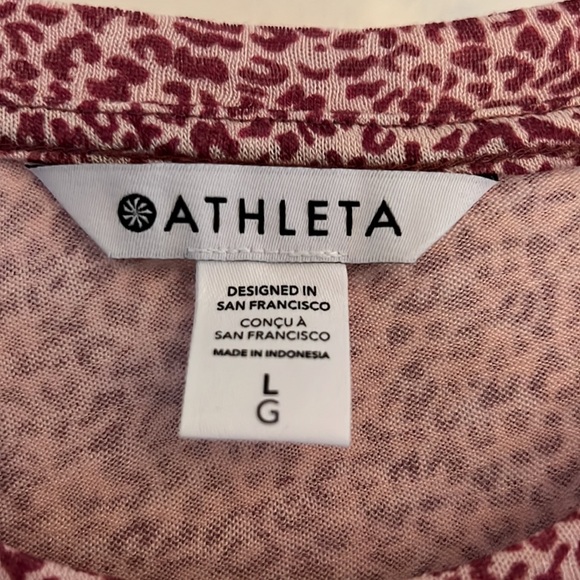 ATHLETA
DESIGNED IN
SAN FRANCISCO
CONÇU À
SAN FRANCISCO
MADE IN INDONESIA
L
G